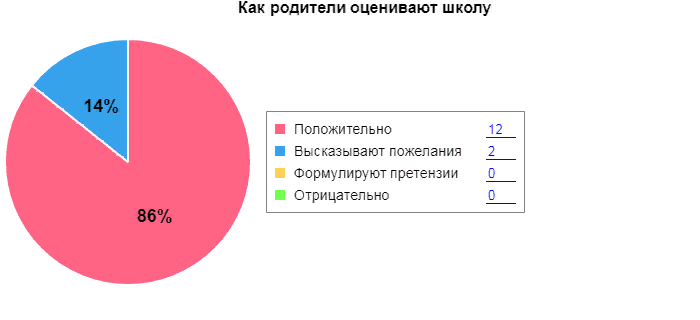 Как родители оценивают школу
14%
86%
Положительно 12
Высказывают пожелания 2
Формулируют претензии 0
Отрицательно 0